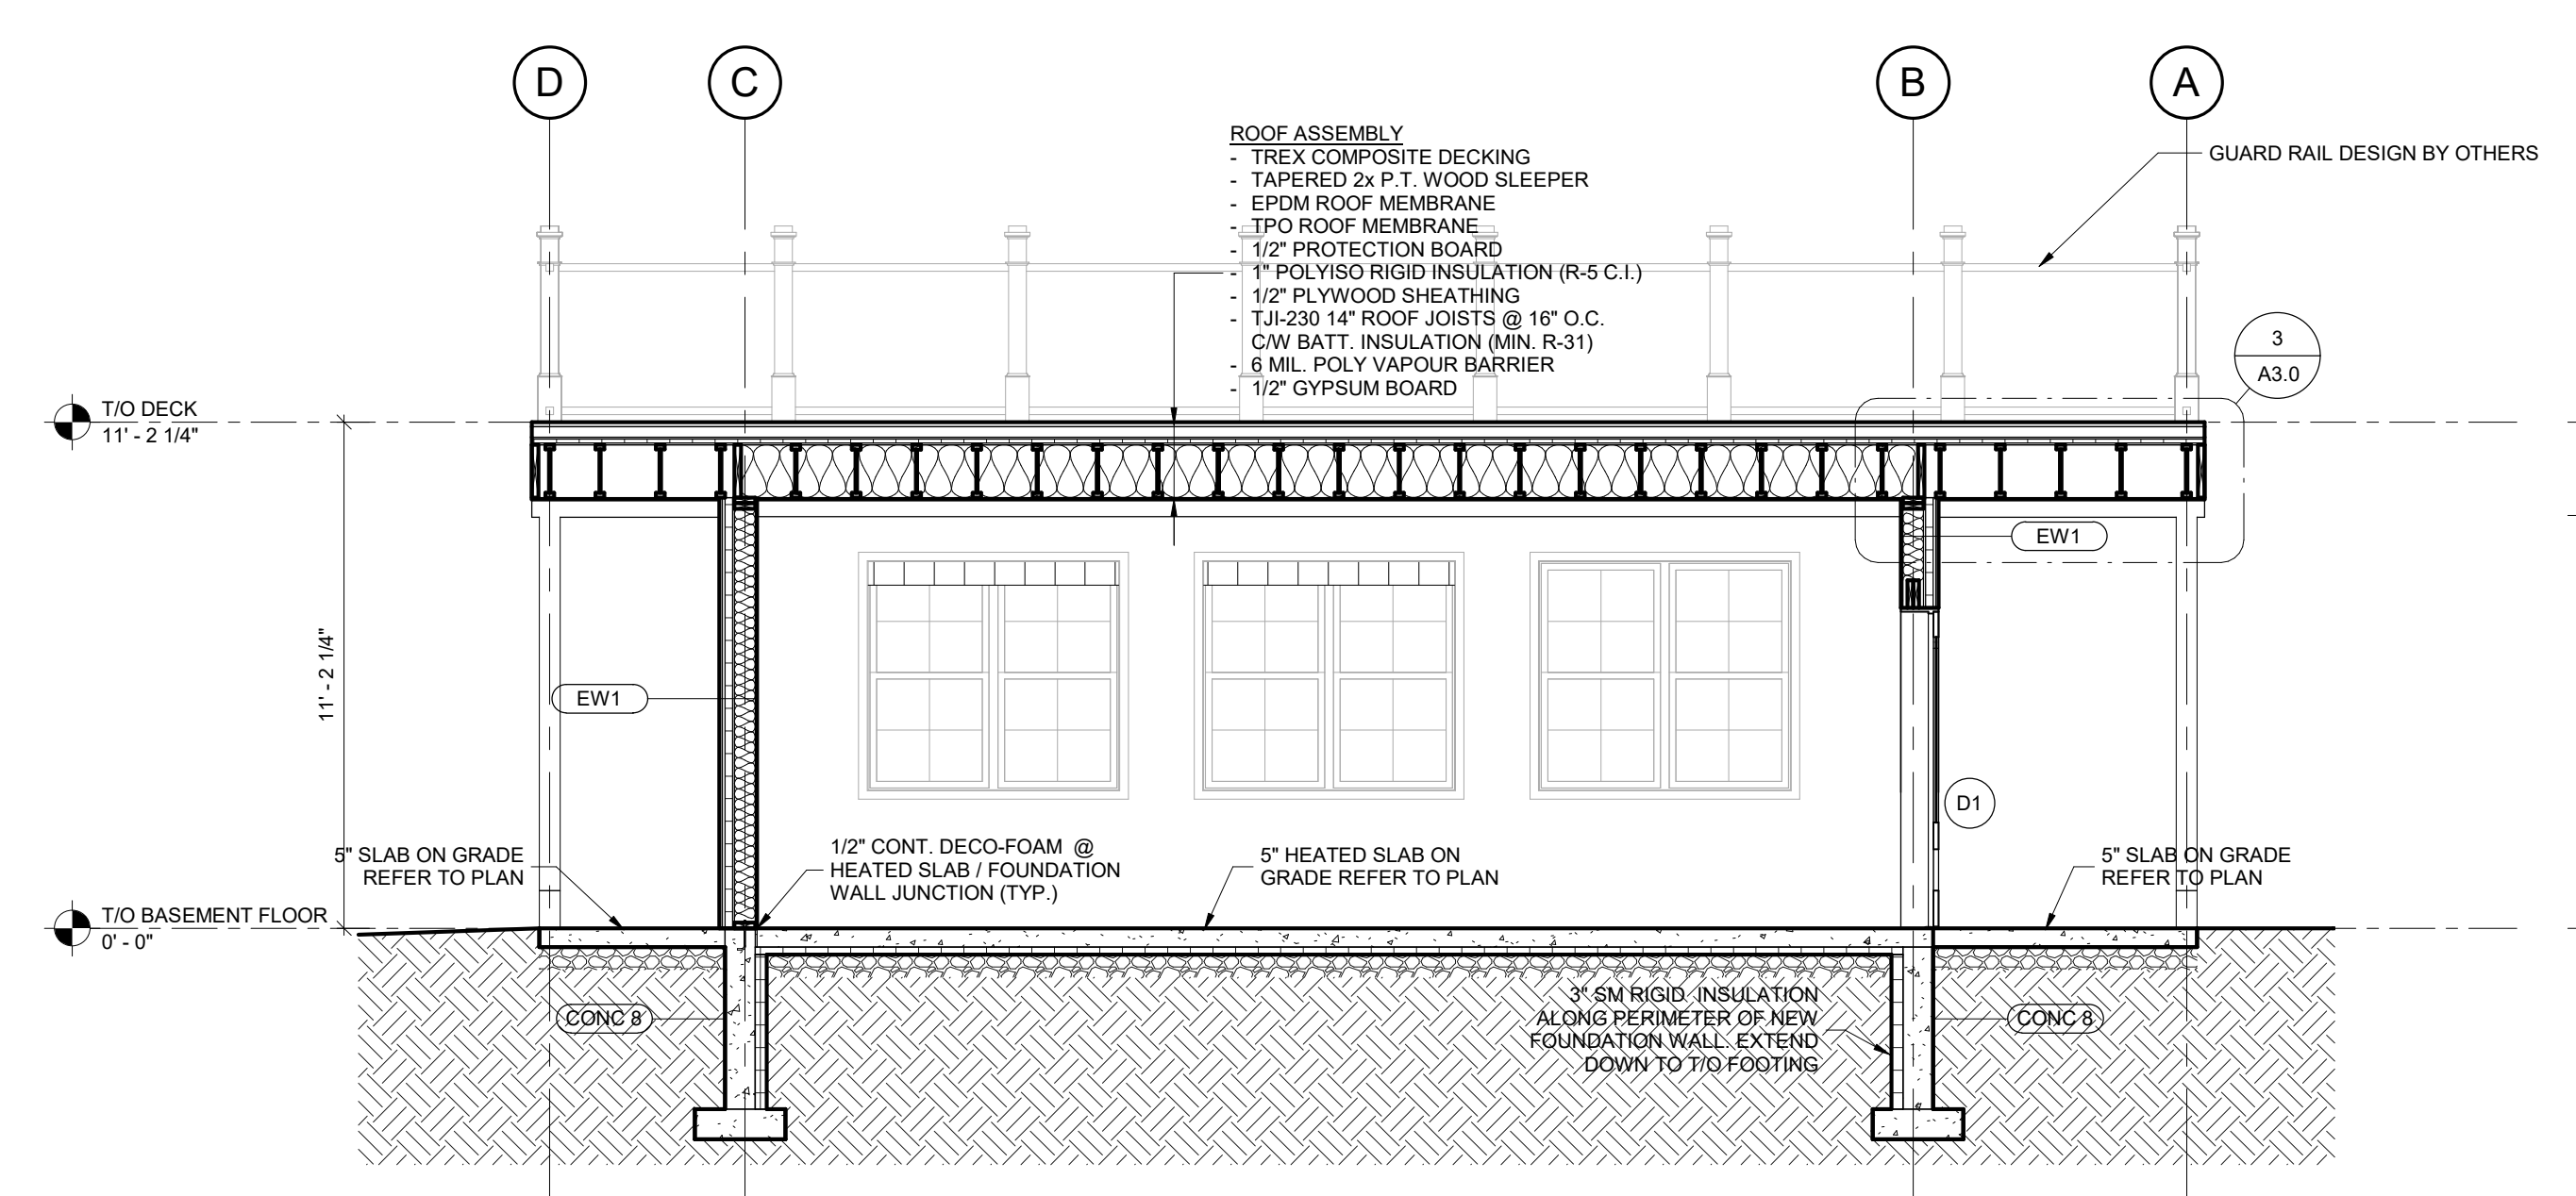 D
C
B
A
ROOF ASSEMBLY
- TREX COMPOSITE DECKING
- TAPERED 2x P.T. WOOD SLEEPER
- EPDM ROOF MEMBRANE
- TPO ROOF MEMBRANE
- 1/2" PROTECTION BOARD
- 1" POLYISO RIGID INSULATION (R-5 C.I.)
- 1/2" PLYWOOD SHEATHING
- TJI-230 14" ROOF JOISTS @ 16" O.C.
C/W BATT. INSULATION (MIN. R-31)
- 6 MIL. POLY VAPOUR BARRIER
- 1/2" GYPSUM BOARD
GUARD RAIL DESIGN BY OTHERS
3
A3.0
T/O DECK
11' - 2 1/4"
EW1
11' - 2 1/4"
EW1
D1
5" SLAB ON GRADE
REFER TO PLAN
1/2" CONT. DECO-FOAM @
HEATED SLAB / FOUNDATION
WALL JUNCTION (TYP.)
5" HEATED SLAB ON
GRADE REFER TO PLAN
5" SLAB ON GRADE
REFER TO PLAN
T/O BASEMENT FLOOR
0' - 0"
CONC 8
3" SM RIGID INSULATION
ALONG PERIMETER OF NEW
FOUNDATION WALL. EXTEND
DOWN TO T/O FOOTING
CONC 8